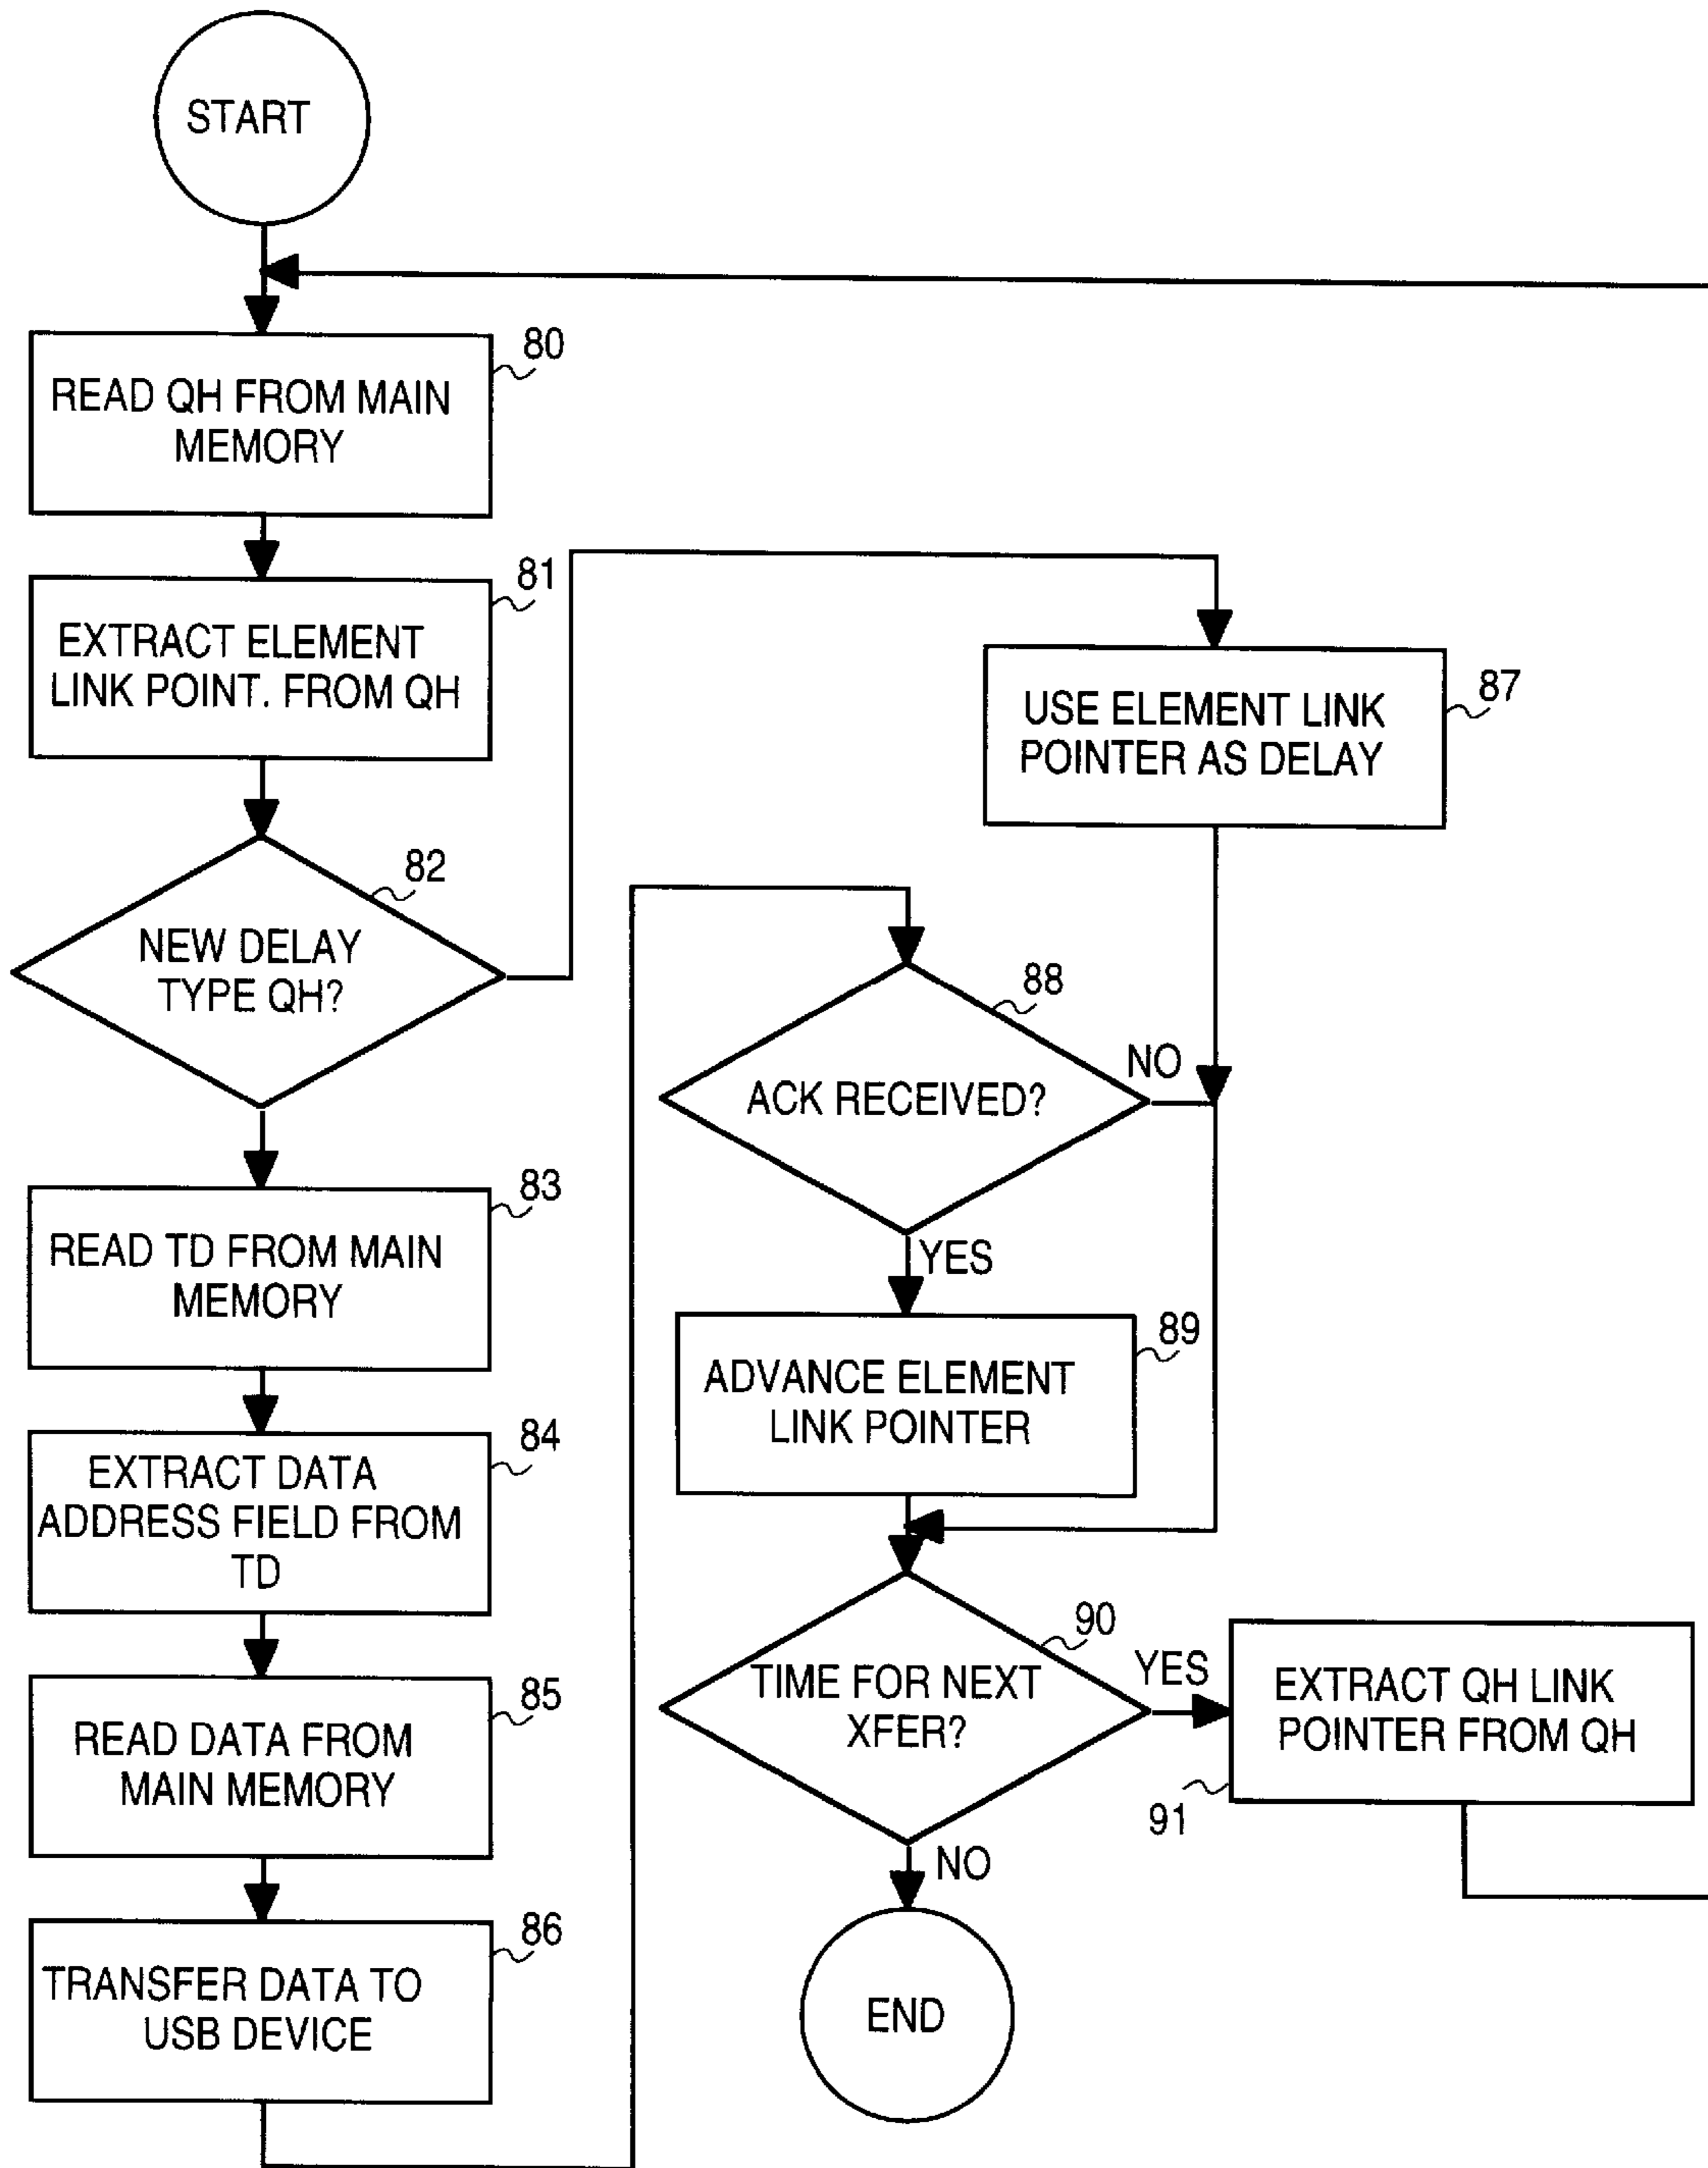 START
80
READ QH FROM MAIN
MEMORY
81
EXTRACT ELEMENT
LINK POINT. FROM QH
82
NEW DELAY
TYPE QH?
83
READ TD FROM MAIN
MEMORY
84
EXTRACT DATA
ADDRESS FIELD FROM
TD
85
READ DATA FROM
MAIN MEMORY
86
TRANSFER DATA TO
USB DEVICE
87
USE ELEMENT LINK
POINTER AS DELAY
88
ACK RECEIVED?
NO
YES
89
ADVANCE ELEMENT
LINK POINTER
90
TIME FOR NEXT
XFER?
YES
NO
EXTRACT QH LINK
POINTER FROM QH
91
END